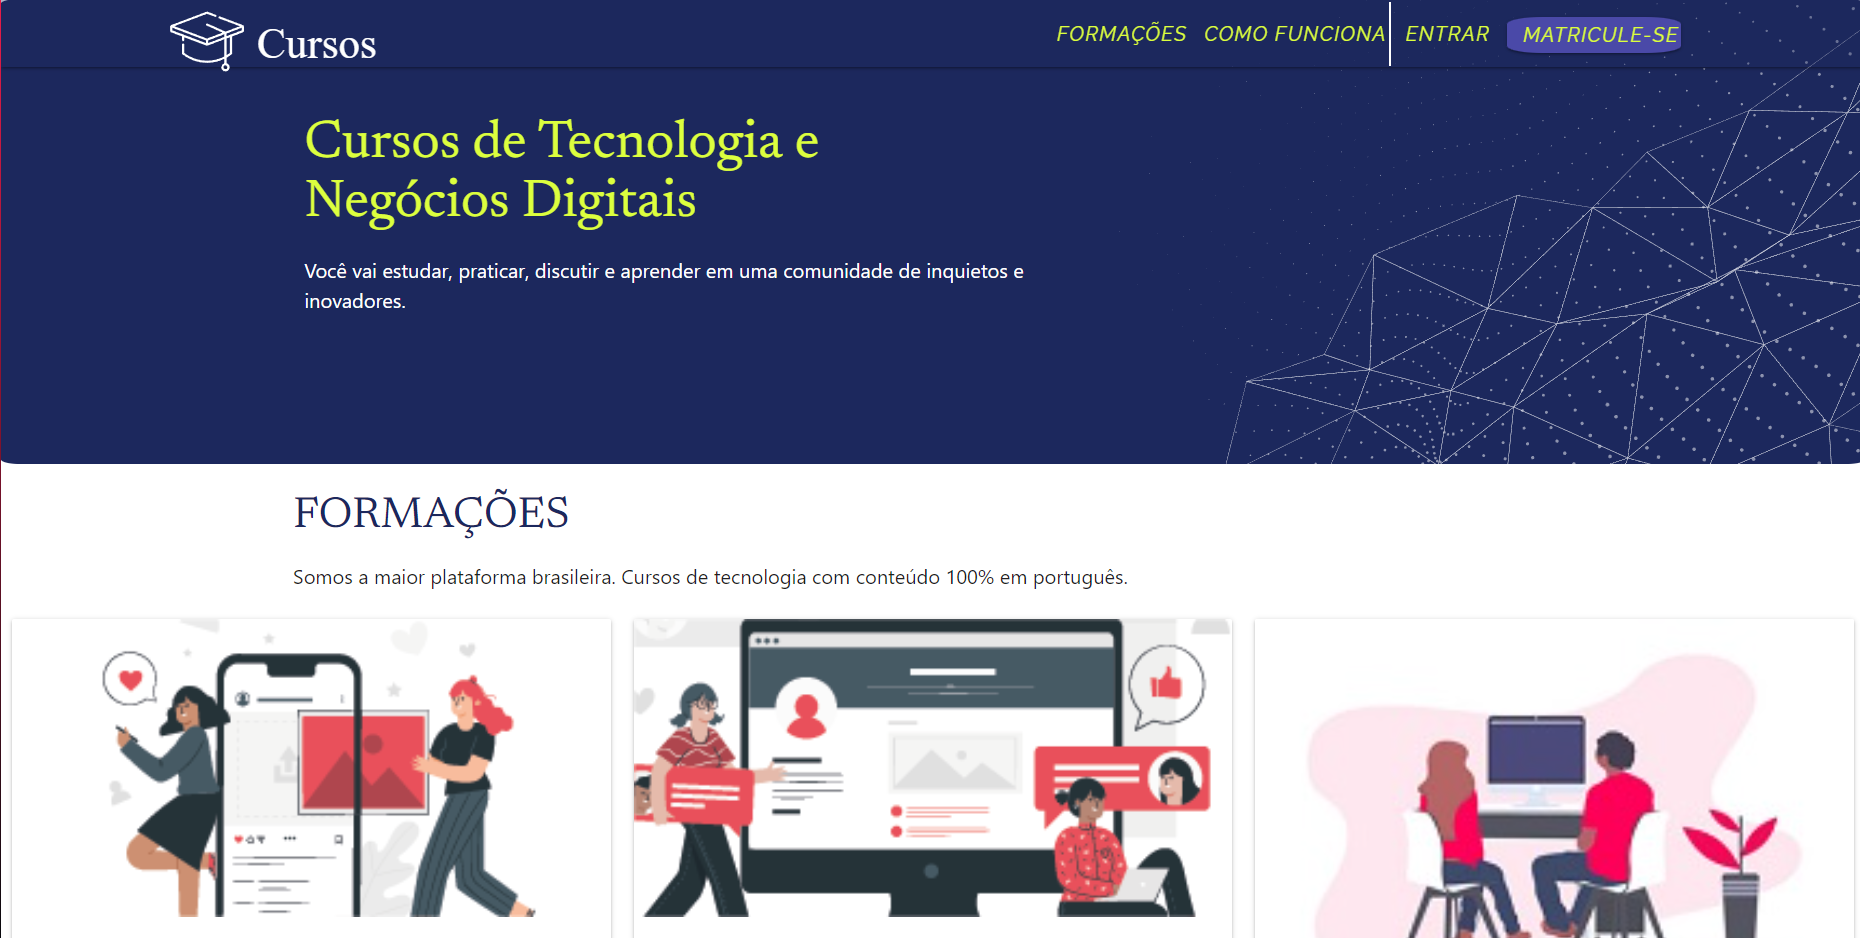 Cursos
FORMAÇÕES
COMO FUNCIONA
ENTRAR
MATRICULE-SE
Cursos de Tecnologia e
Negócios Digitais
Você vai estudar, praticar, discutir e aprender em uma comunidade de inquietos e
inovadores.
FORMAÇÕES
Somos a maior plataforma brasileira. Cursos de tecnologia com conteúdo 100% em português.